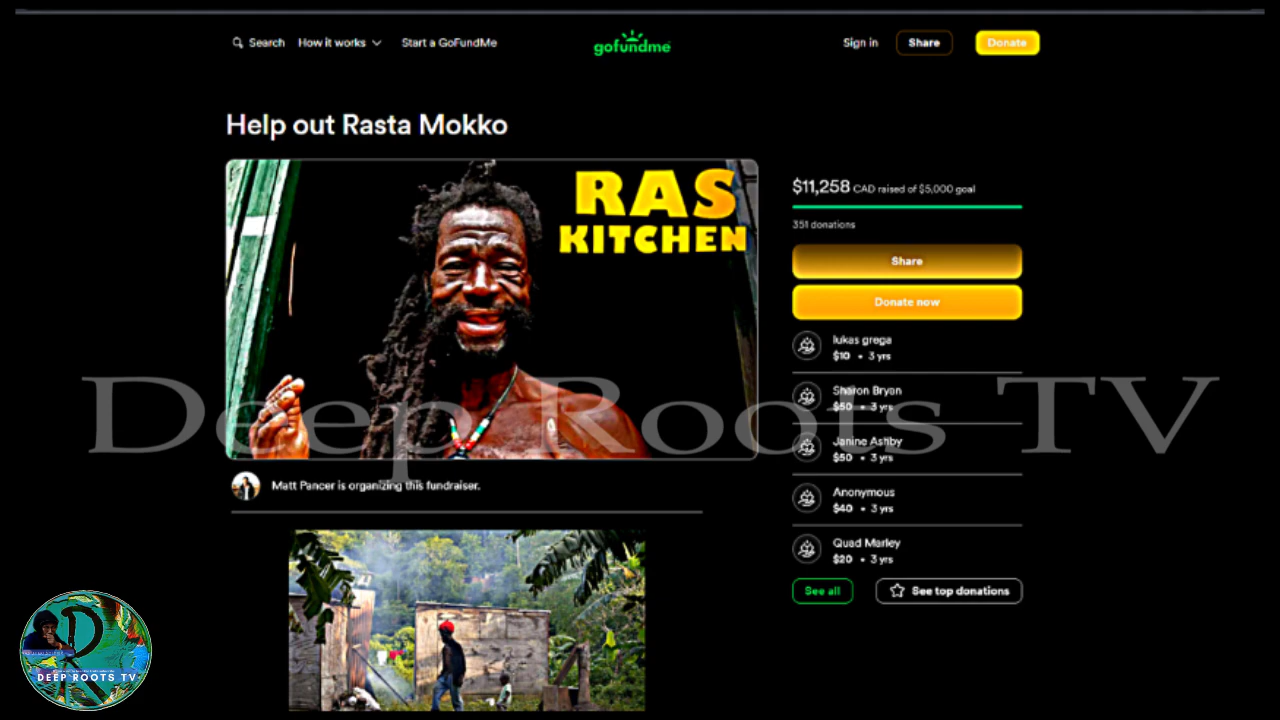 Search How it works Start a GoFundMe gofundme Sign in Share Donate
Help out Rasta Mokko
RAS
KITCHEN
$11,258 CAD raised of $5,000 goal
351 donations
Share
Donate now
lukas grega
$10 • 3 yrs
Sharon Bryan
$50 • 3 yrs
Janine Ashby
$50 • 3 yrs
Anonymous
$40 • 3 yrs
Quad Marley
$20 • 3 yrs
See all See top donations
Deep Roots TV
Matt Pancer is organizing this fundraiser.
DEEP ROOTS TV